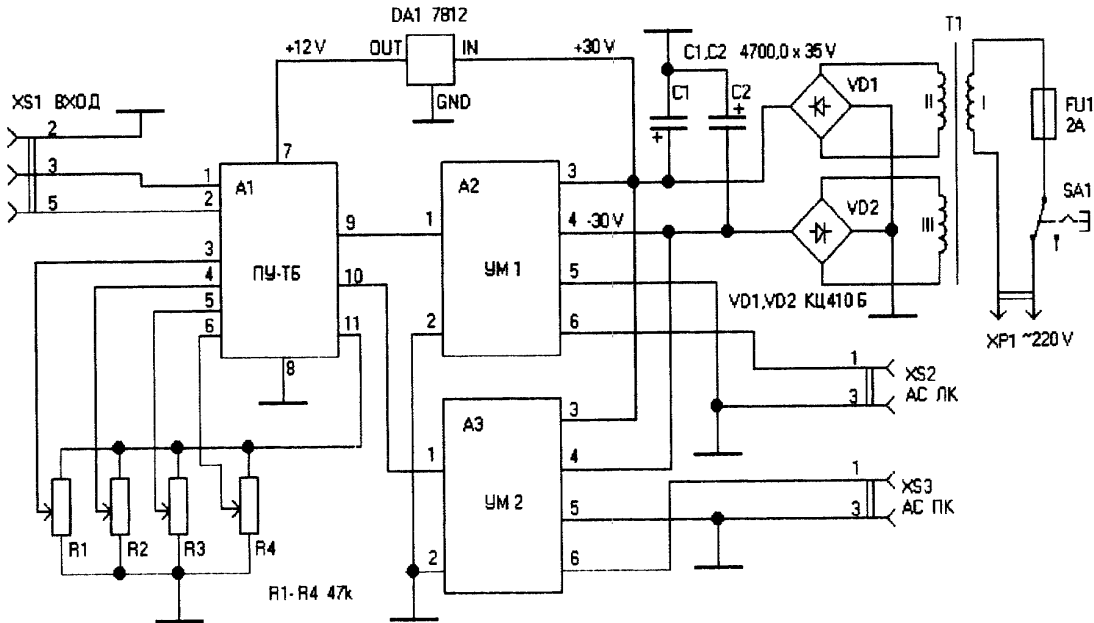 DA1 7812
+12V
OUT
IN
+30V
GND
C1,C2 4700,0 x 35V
T1
XS1 ВХОД
2
3
5
C1
+
C2
+
VD1
II
I
FU1
2A
VD2
III
SA1
VD1,VD2 КЦ410Б
XP1 ~220V
A1
ПУ-ТБ
7
1
2
3
4
5
6
9
10
11
8
A2
УМ 1
1
2
3
4
-30V
5
6
A3
УМ 2
1
2
3
4
5
6
1
3
XS2
АС ЛК
1
3
XS3
АС ПК
R1
R2
R3
R4
R1-R4 47k